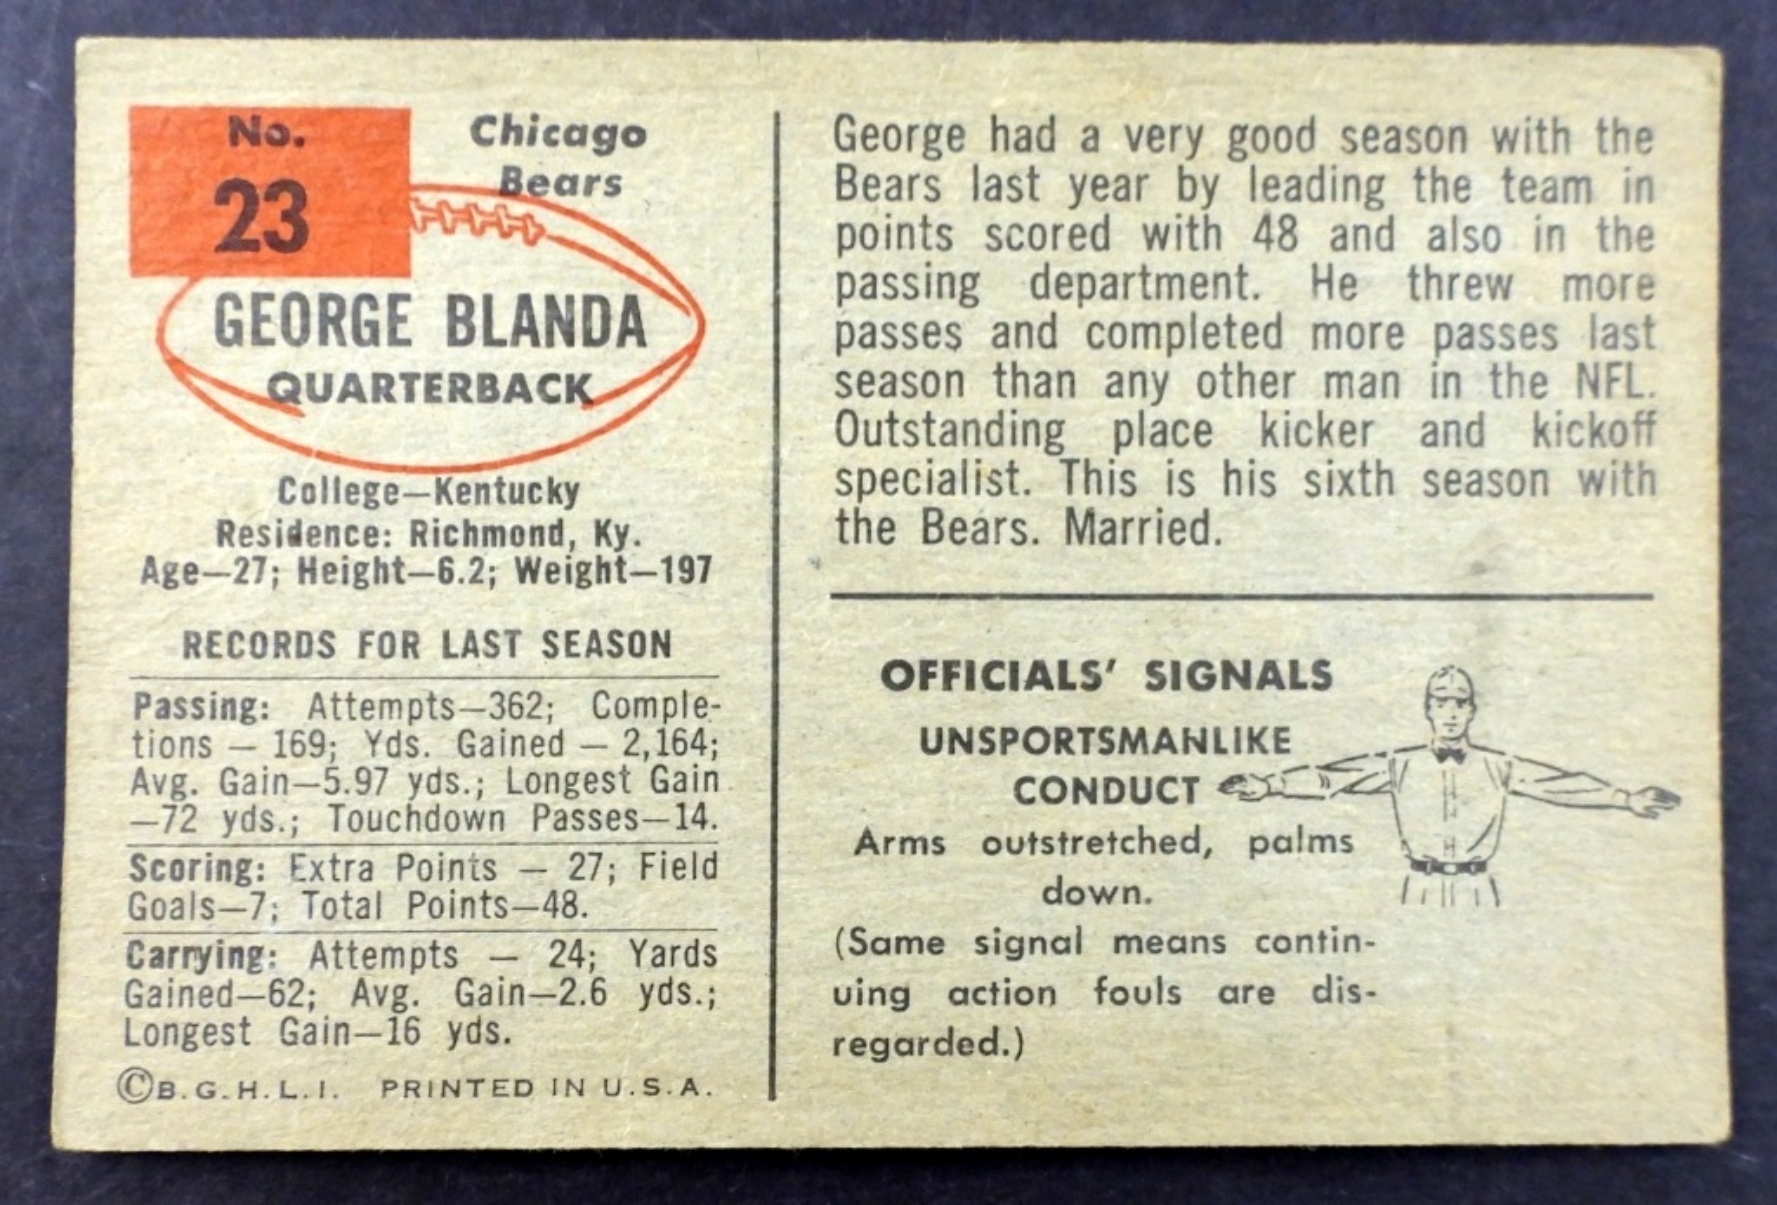 No.
23
Chicago
Bears
GEORGE BLANDA
QUARTERBACK
College—Kentucky
Residence: Richmond, Ky.
Age—27; Height—6.2; Weight—197
RECORDS FOR LAST SEASON
Passing: Attempts—362; Comple-
tions — 169; Yds. Gained — 2,164;
Avg. Gain—5.97 yds.; Longest Gain
—72 yds.; Touchdown Passes—14.
Scoring: Extra Points — 27; Field
Goals—7; Total Points—48.
Carrying: Attempts — 24; Yards
Gained—62; Avg. Gain—2.6 yds.;
Longest Gain—16 yds.
©B.G.H.L.I. PRINTED IN U.S.A.
George had a very good season with the
Bears last year by leading the team in
points scored with 48 and also in the
passing department. He threw more
passes and completed more passes last
season than any other man in the NFL.
Outstanding place kicker and kickoff
specialist. This is his sixth season with
the Bears. Married.
OFFICIALS' SIGNALS
UNSPORTSMANLIKE
CONDUCT
Arms outstretched, palms
down.
(Same signal means contin-
uing action fouls are dis-
regarded.)